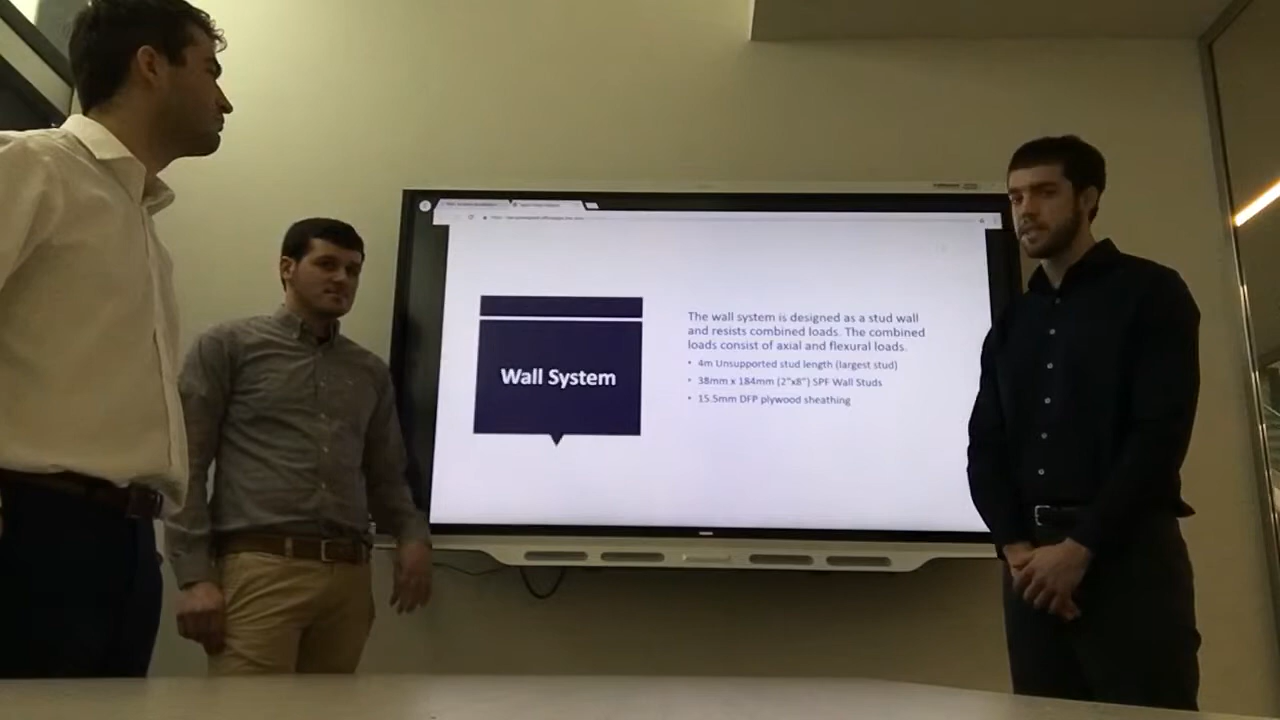 Wall System
The wall system is designed as a stud wall
and resists combined loads. The combined
loads consist of axial and flexural loads.
• 4m Unsupported stud length (largest stud)
• 38mm x 184mm (2"x8") SPF Wall Studs
• 15.5mm DFP plywood sheathing